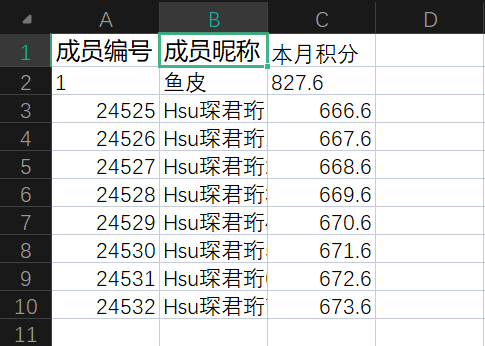 A B C D
1 成员编号 成员昵称 本月积分
2 1 鱼皮 827.6
3 24525 Hsu琛君珩 666.6
4 24526 Hsu琛君珩 667.6
5 24527 Hsu琛君珩 668.6
6 24528 Hsu琛君珩 669.6
7 24529 Hsu琛君珩 670.6
8 24530 Hsu琛君珩 671.6
9 24531 Hsu琛君珩 672.6
10 24532 Hsu琛君珩 673.6
11